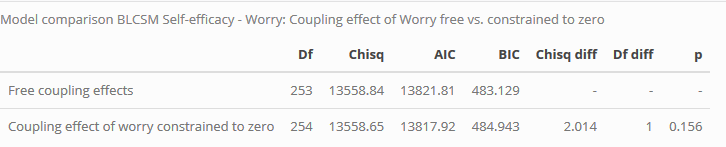 Model comparison BLCSM Self-efficacy - Worry: Coupling effect of Worry free vs. constrained to zero
Df Chisq AIC BIC Chisq diff Df diff p
Free coupling effects 253 13558.84 13821.81 483.129 - - -
Coupling effect of worry constrained to zero 254 13558.65 13817.92 484.943 2.014 1 0.156